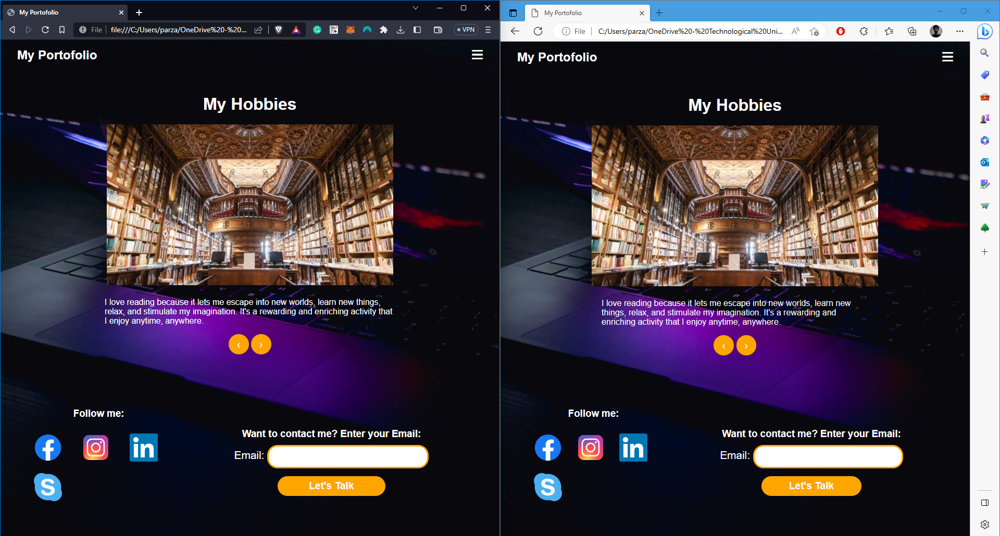 My Portofolio
File
file:///C:/Users/parza/OneDrive%20-%20...
VPN
My Portofolio
My Hobbies
I love reading because it lets me escape into new worlds, learn new things,
relax, and stimulate my imagination. It's a rewarding and enriching activity that
I enjoy anytime, anywhere.
‹ ›
Follow me:
Want to contact me? Enter your Email:
Email:
Let's Talk
My Portofolio
File
C:/Users/parza/OneDrive%20-%20Technological%20Uni...
My Portofolio
My Hobbies
I love reading because it lets me escape into new worlds, learn new
things, relax, and stimulate my imagination. It's a rewarding and
enriching activity that I enjoy anytime, anywhere.
‹ ›
Follow me:
Want to contact me? Enter your Email:
Email:
Let's Talk